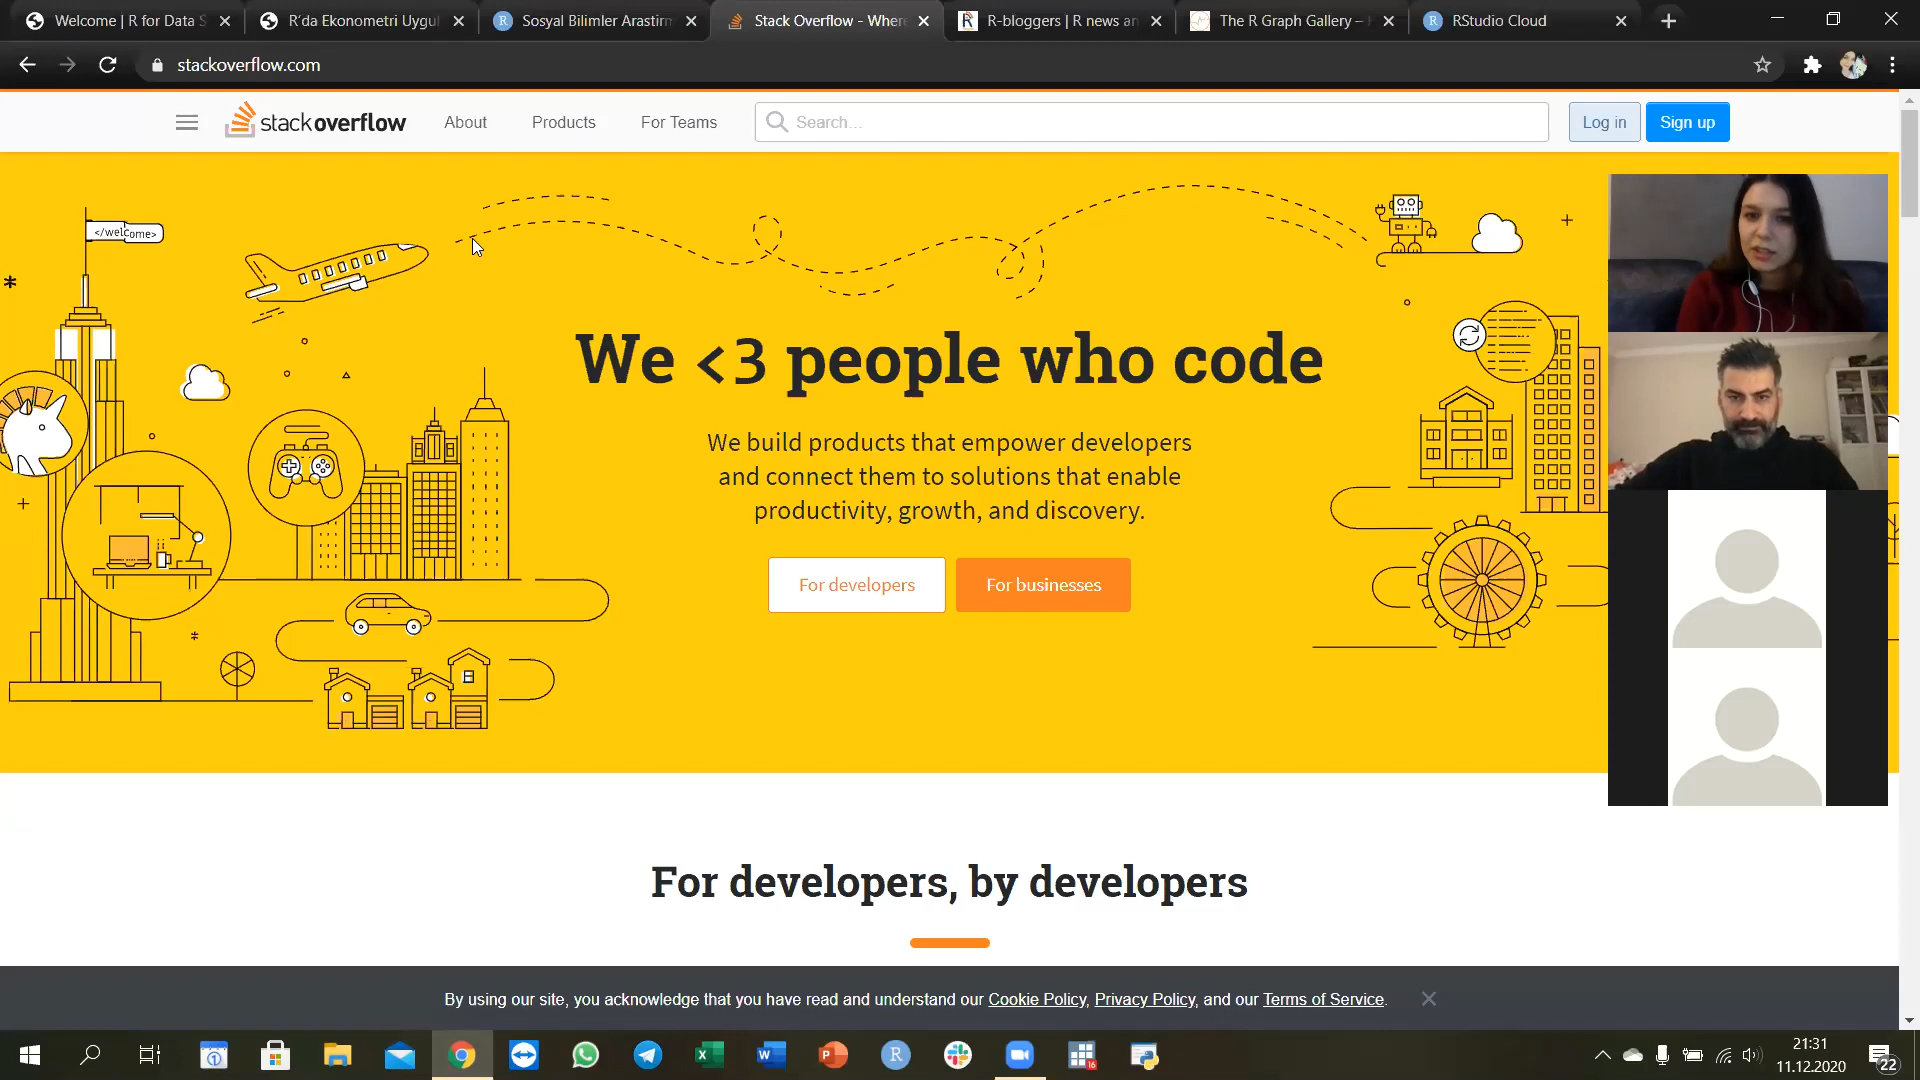 Welcome | R for Data S
R'da Ekonometri Uygul
Sosyal Bilimler Arastirm
Stack Overflow - Where
R-bloggers | R news an
The R Graph Gallery –
RStudio Cloud
stackoverflow.com
stackoverflow
About
Products
For Teams
Search...
Log in
Sign up
</welcome>
We <3 people who code
We build products that empower developers
and connect them to solutions that enable
productivity, growth, and discovery.
For developers
For businesses
For developers, by developers
By using our site, you acknowledge that you have read and understand our Cookie Policy, Privacy Policy, and our Terms of Service.
21:31
11.12.2020
22